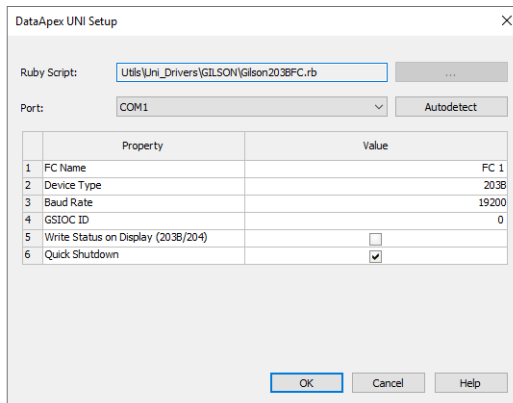 DataApex UNI Setup
Ruby Script: Utils\Uni_Drivers\GILSON\Gilson203BFC.rb ...
Port: COM1 Autodetect
Property Value
1 FC Name FC 1
2 Device Type 203B
3 Baud Rate 19200
4 GSIOC ID 0
5 Write Status on Display (203B/204)
6 Quick Shutdown
OK Cancel Help